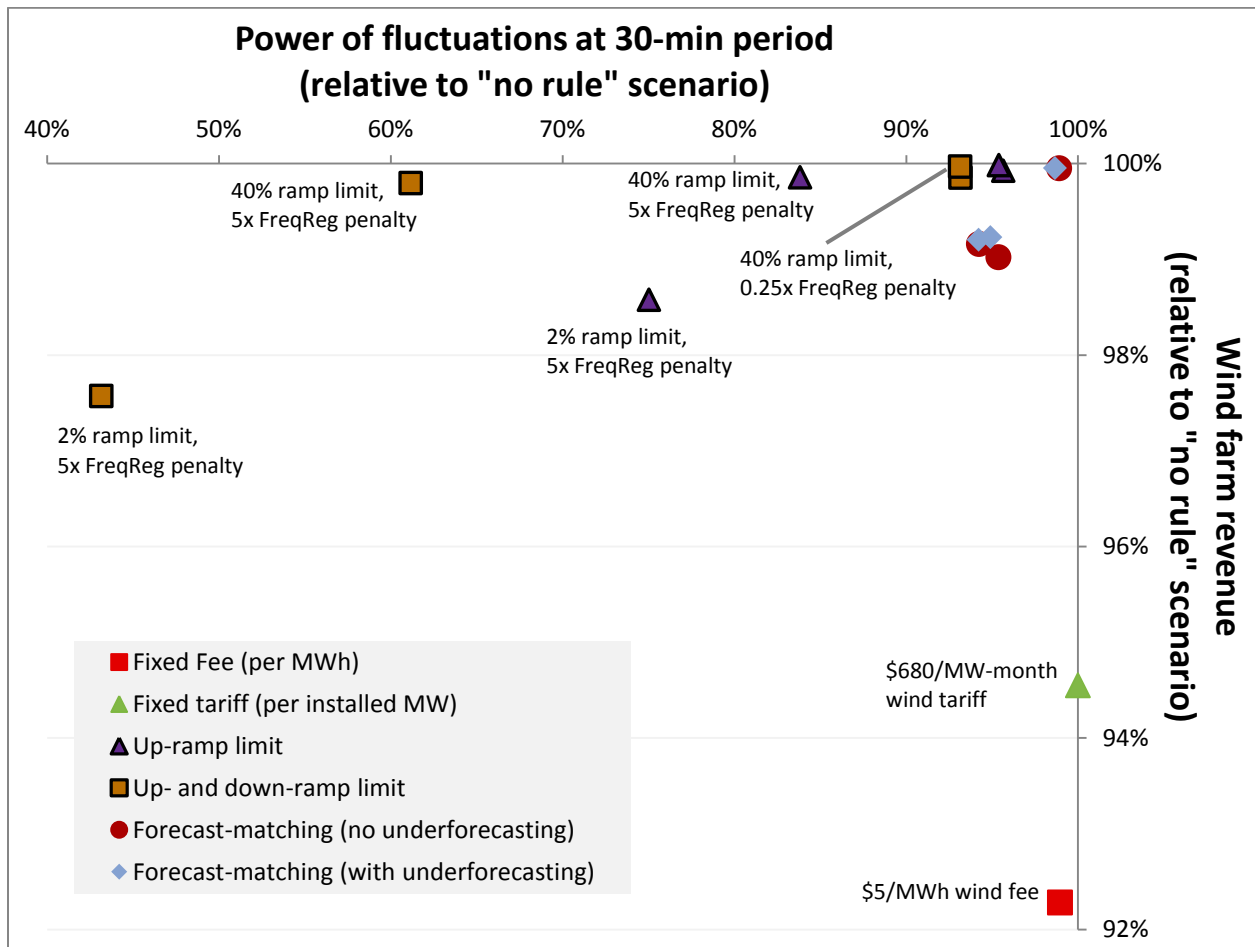 Power of fluctuations at 30-min period
(relative to "no rule" scenario)
40% 50% 60% 70% 80% 90% 100%
100%
98%
96%
94%
92%
Wind farm revenue
(relative to "no rule" scenario)
40% ramp limit,
5x FreqReg penalty
40% ramp limit,
5x FreqReg penalty
40% ramp limit,
0.25x FreqReg penalty
2% ramp limit,
5x FreqReg penalty
2% ramp limit,
5x FreqReg penalty
$680/MW-month
wind tariff
$5/MWh wind fee
Fixed Fee (per MWh)
Fixed tariff (per installed MW)
Up-ramp limit
Up- and down-ramp limit
Forecast-matching (no underforecasting)
Forecast-matching (with underforecasting)